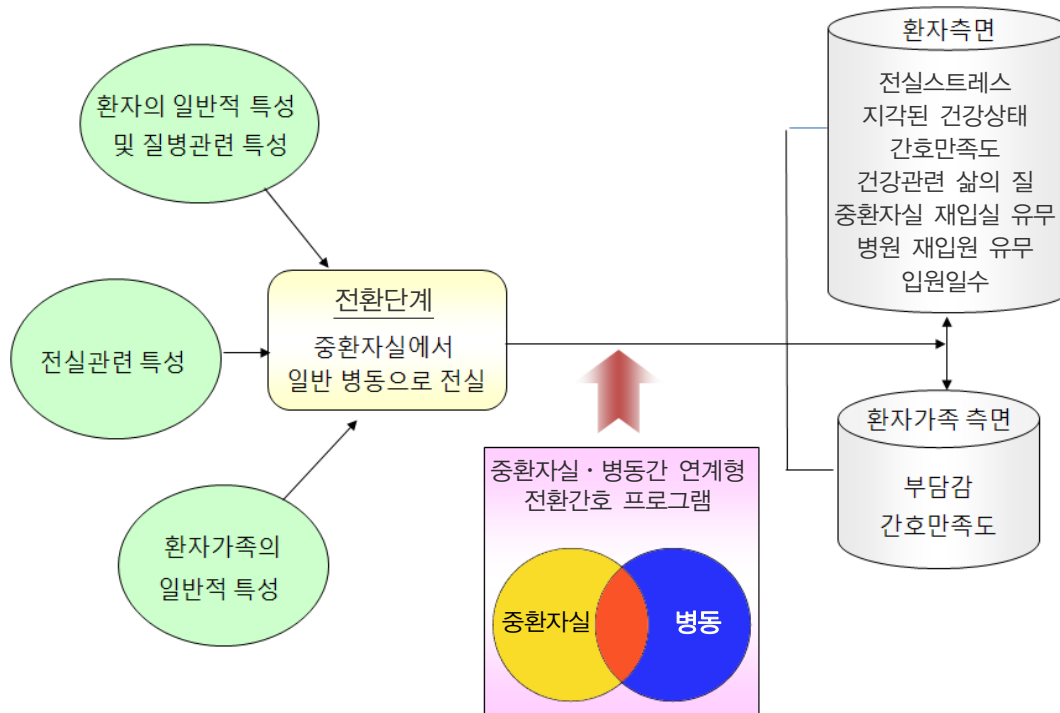 환자의 일반적 특성
및 질병관련 특성
전실관련 특성
환자가족의
일반적 특성
전환단계
중환자실에서
일반 병동으로 전실
중환자실·병동간 연계형
전환간호 프로그램
중환자실
병동
환자측면
전실스트레스
지각된 건강상태
간호만족도
건강관련 삶의 질
중환자실 재입실 유무
병원 재입원 유무
입원일수
환자가족 측면
부담감
간호만족도